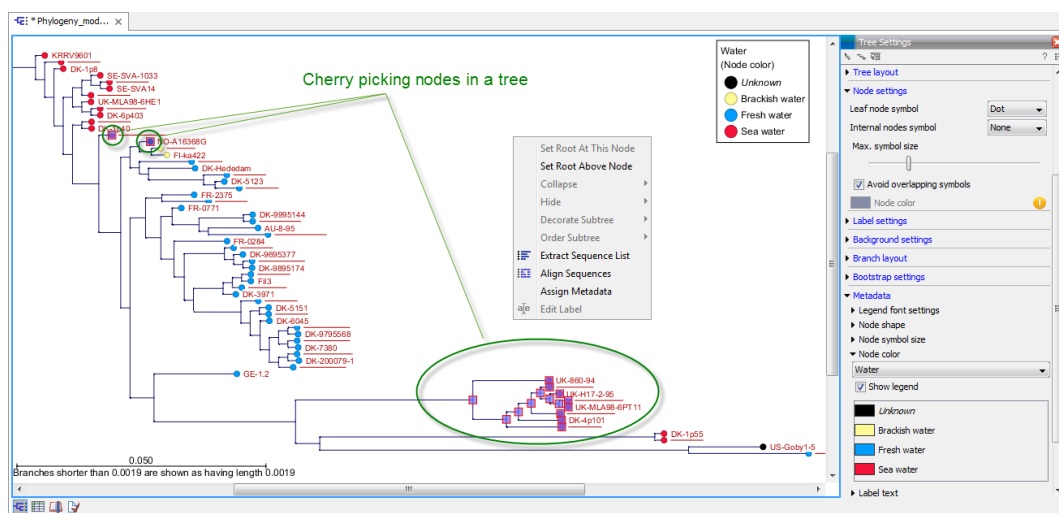 * Phylogeny_mod...
KRRV9601
DK-1p8
SE-SVA-1033
SE-SVA14
UK-MLA98-6HE1
DK-6p403
NO-A16368G
FI-ka422
DK-Hededam
DK-5123
FR-2375
FR-0771
DK-9995144
AU-8-95
FR-0284
DK-9695377
DK-9895174
Fil3
DK-3971
DK-5151
DK-6045
DK-9795568
DK-7380
DK-200079-1
GE-1.2
UK-860-94
UK-H17-2-95
UK-MLA98-6PT11
DK-4p101
DK-1p55
US-Goby1-5
0.050
Branches shorter than 0.0019 are shown as having length 0.0019
Cherry picking nodes in a tree
Water
(Node color)
Unknown
Brackish water
Fresh water
Sea water
Set Root At This Node
Set Root Above Node
Collapse
Hide
Decorate Subtree
Order Subtree
Extract Sequence List
Align Sequences
Assign Metadata
Edit Label
Tree Settings
?
Tree layout
Node settings
Leaf node symbol Dot
Internal nodes symbol None
Max. symbol size
Avoid overlapping symbols
Node color
Label settings
Background settings
Branch layout
Bootstrap settings
Metadata
Legend font settings
Node shape
Node symbol size
Node color
Water
Show legend
Unknown
Brackish water
Fresh water
Sea water
Label text